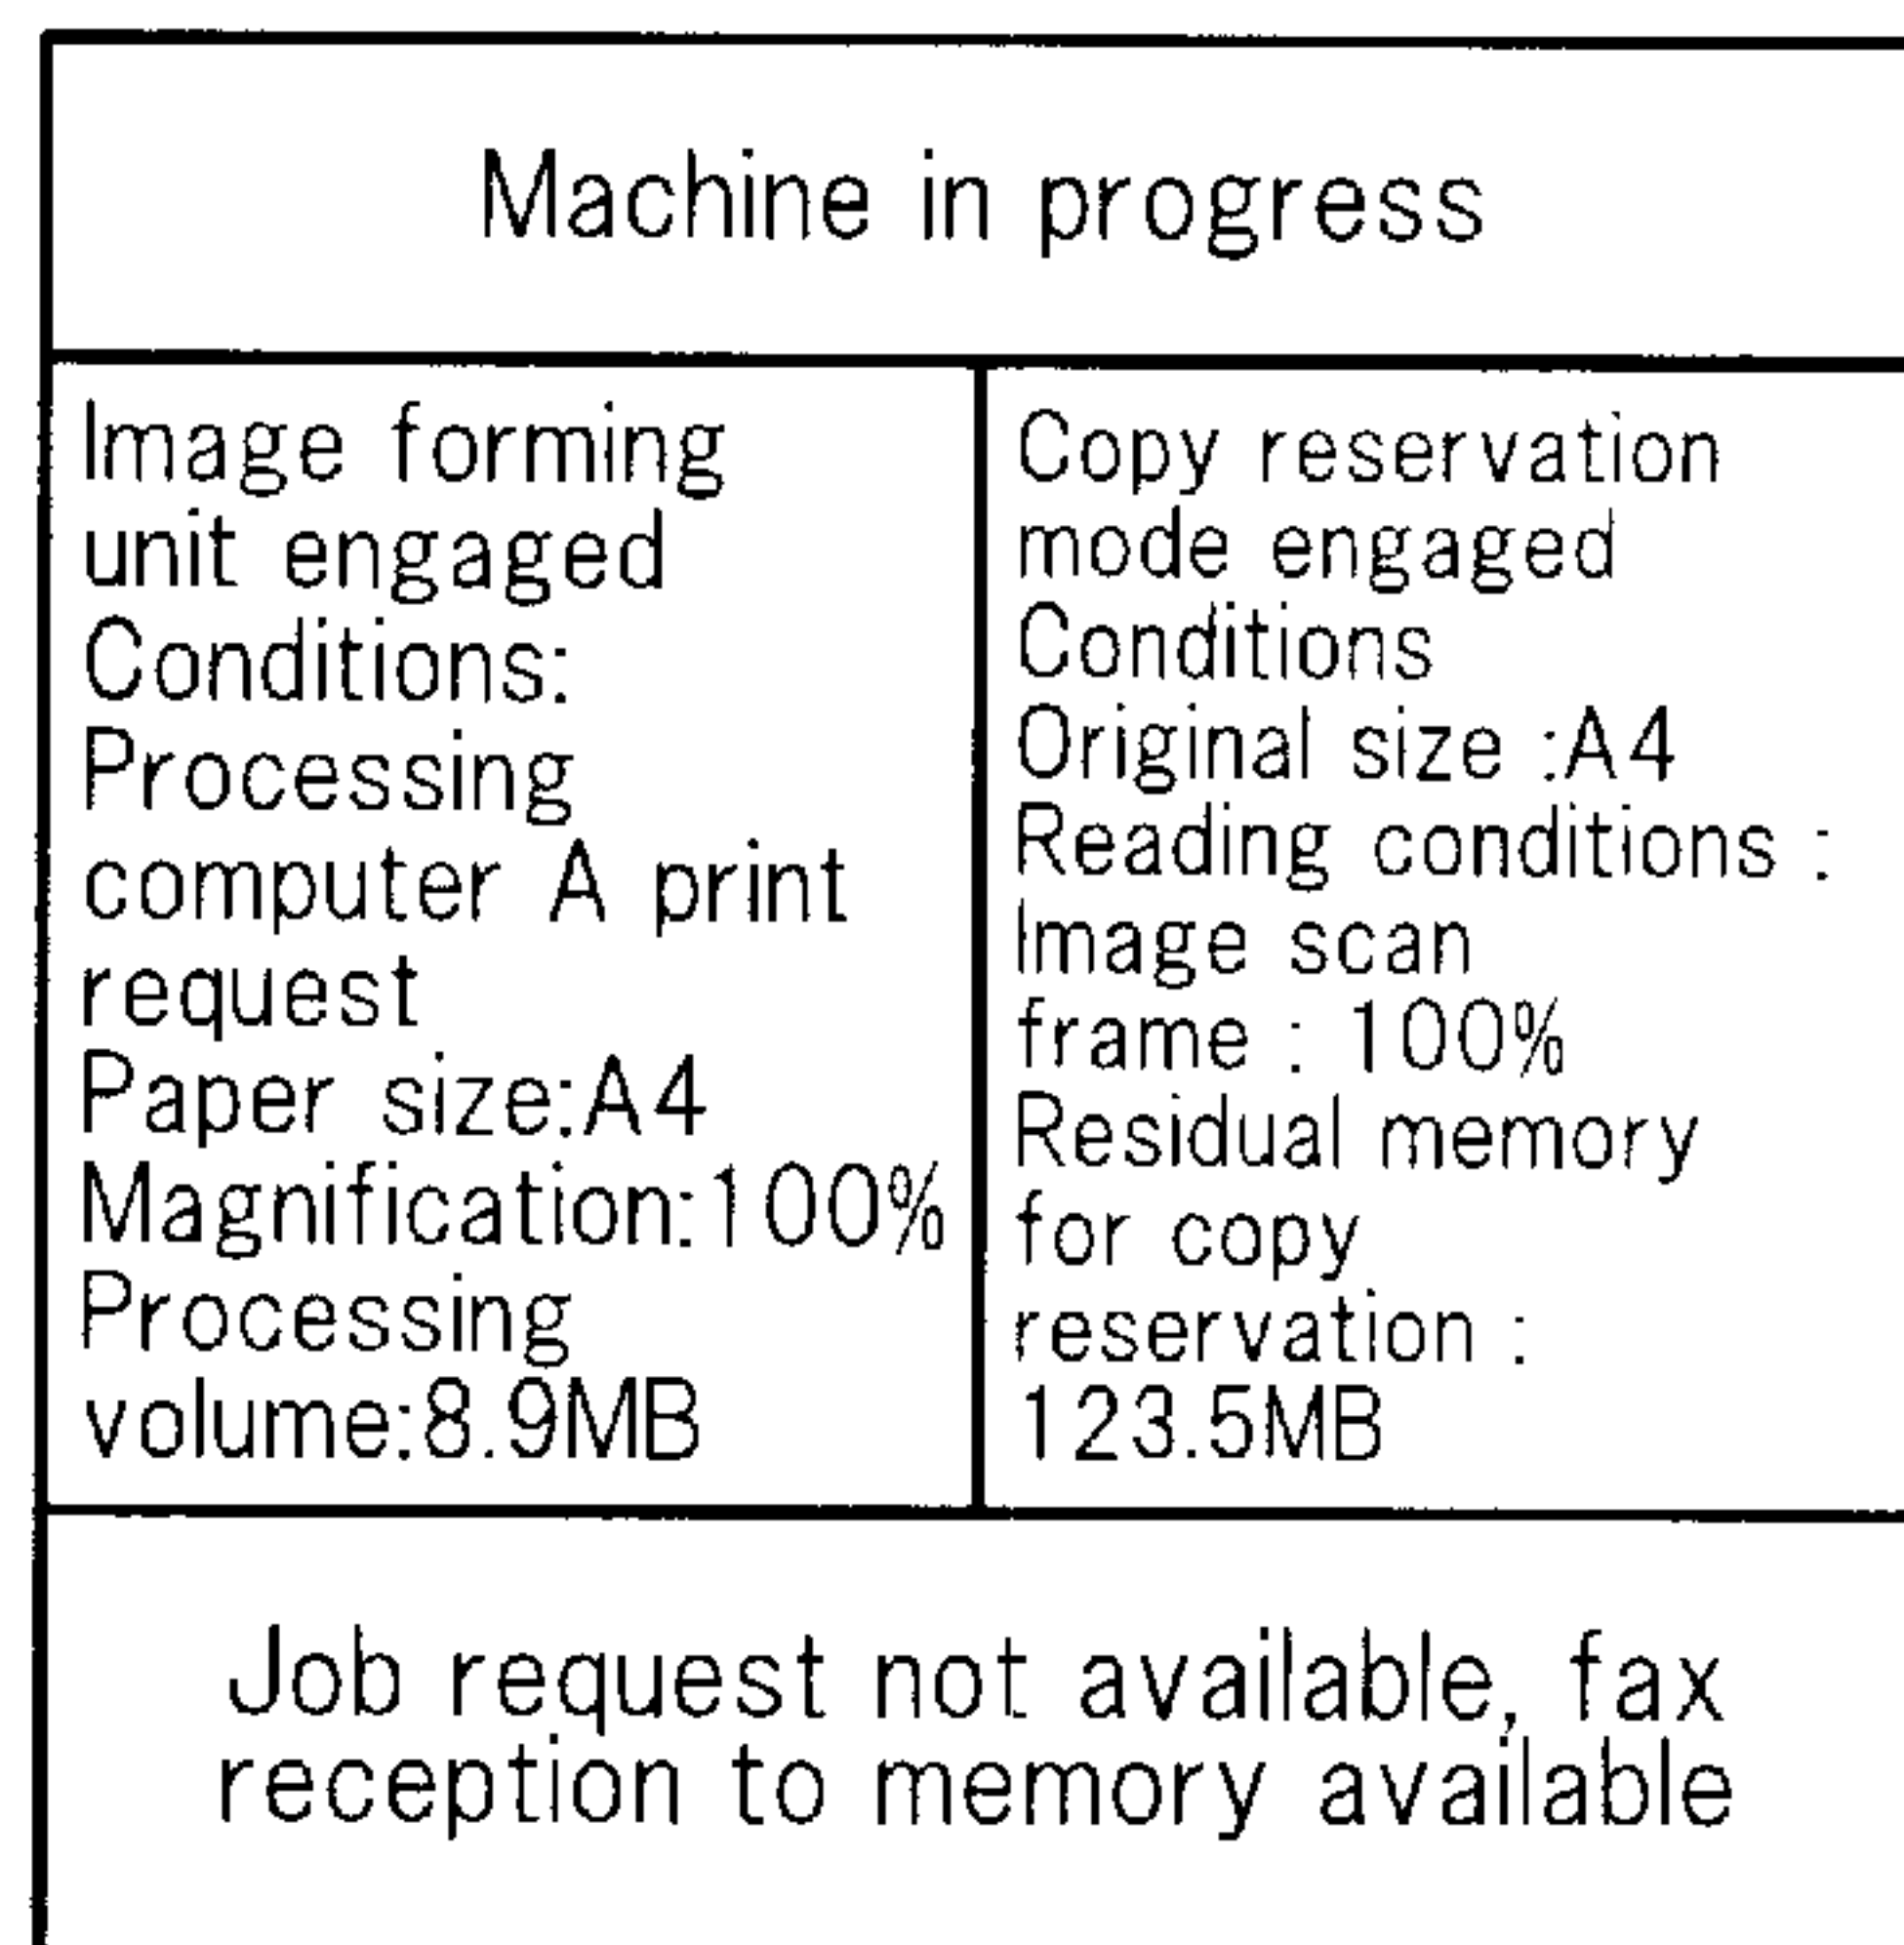 Machine in progress
Image forming
unit engaged
Conditions:
Processing
computer A print
request
Paper size:A4
Magnification:100%
Processing
volume:8.9MB
Copy reservation
mode engaged
Conditions
Original size :A4
Reading conditions :
Image scan
frame : 100%
Residual memory
for copy
reservation :
123.5MB
Job request not available, fax
reception to memory available